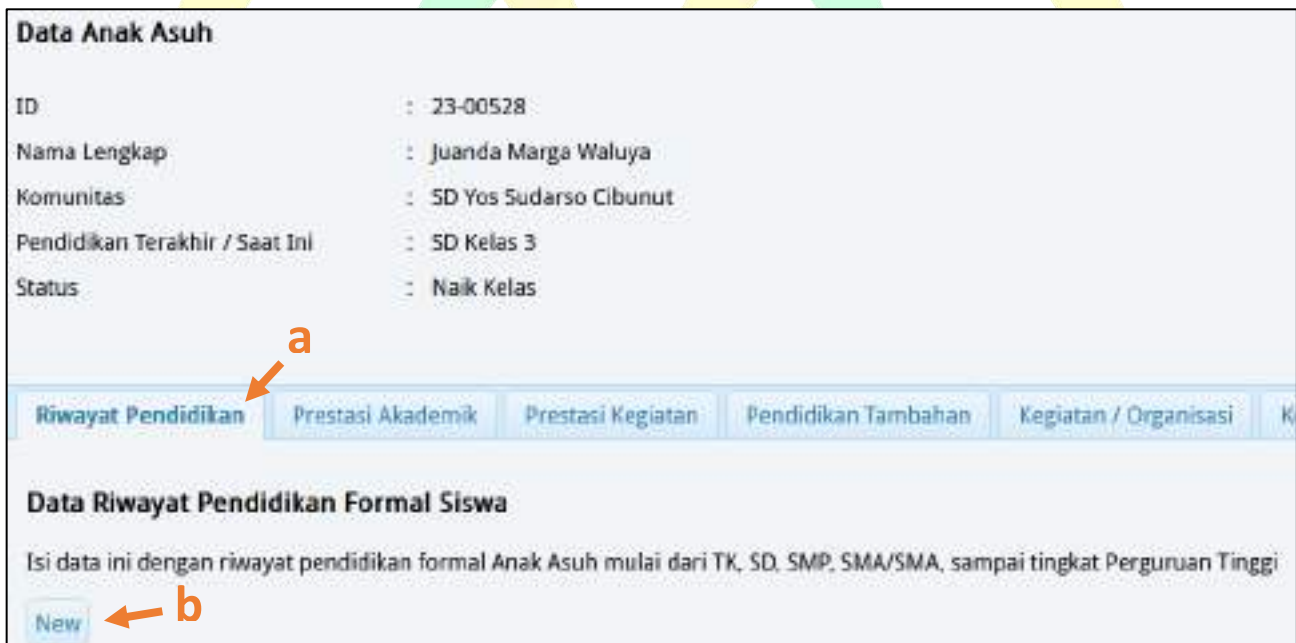 Data Anak Asuh
ID : 23-00528
Nama Lengkap : Juanda Marga Waluya
Komunitas : SD Yos Sudarso Cibunut
Pendidikan Terakhir / Saat Ini : SD Kelas 3
Status : Naik Kelas
a
Riwayat Pendidikan Prestasi Akademik Prestasi Kegiatan Pendidikan Tambahan Kegiatan / Organisasi
Data Riwayat Pendidikan Formal Siswa
Isi data ini dengan riwayat pendidikan formal Anak Asuh mulai dari TK, SD, SMP, SMA/SMA, sampai tingkat Perguruan Tinggi
New b